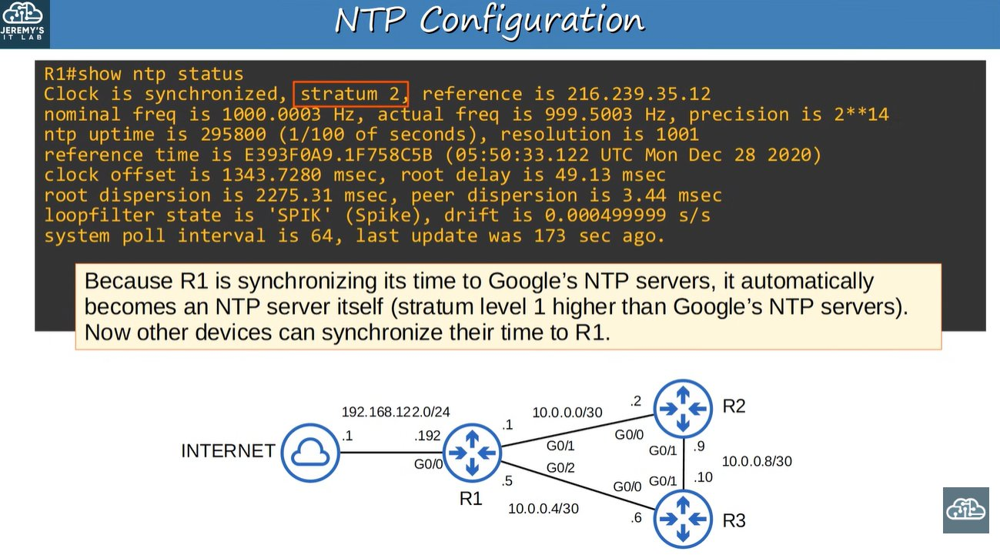 JEREMY'S
IT LAB
NTP Configuration
R1#show ntp status
Clock is synchronized, stratum 2, reference is 216.239.35.12
nominal freq is 1000.0003 Hz, actual freq is 999.5003 Hz, precision is 2**14
ntp uptime is 295800 (1/100 of seconds), resolution is 1001
reference time is E393F0A9.1F758C5B (05:50:33.122 UTC Mon Dec 28 2020)
clock offset is 1343.7280 msec, root delay is 49.13 msec
root dispersion is 2275.31 msec, peer dispersion is 3.44 msec
loopfilter state is 'SPIK' (Spike), drift is 0.000499999 s/s
system poll interval is 64, last update was 173 sec ago.
Because R1 is synchronizing its time to Google's NTP servers, it automatically
becomes an NTP server itself (stratum level 1 higher than Google's NTP servers).
Now other devices can synchronize their time to R1.
INTERNET
192.168.122.0/24
.1
.192
G0/0
R1
.1
10.0.0.0/30
.2
G0/1
G0/0
R2
G0/2
.5
10.0.0.4/30
G0/0
.6
G0/1
.9
10.0.0.8/30
G0/1
.10
R3